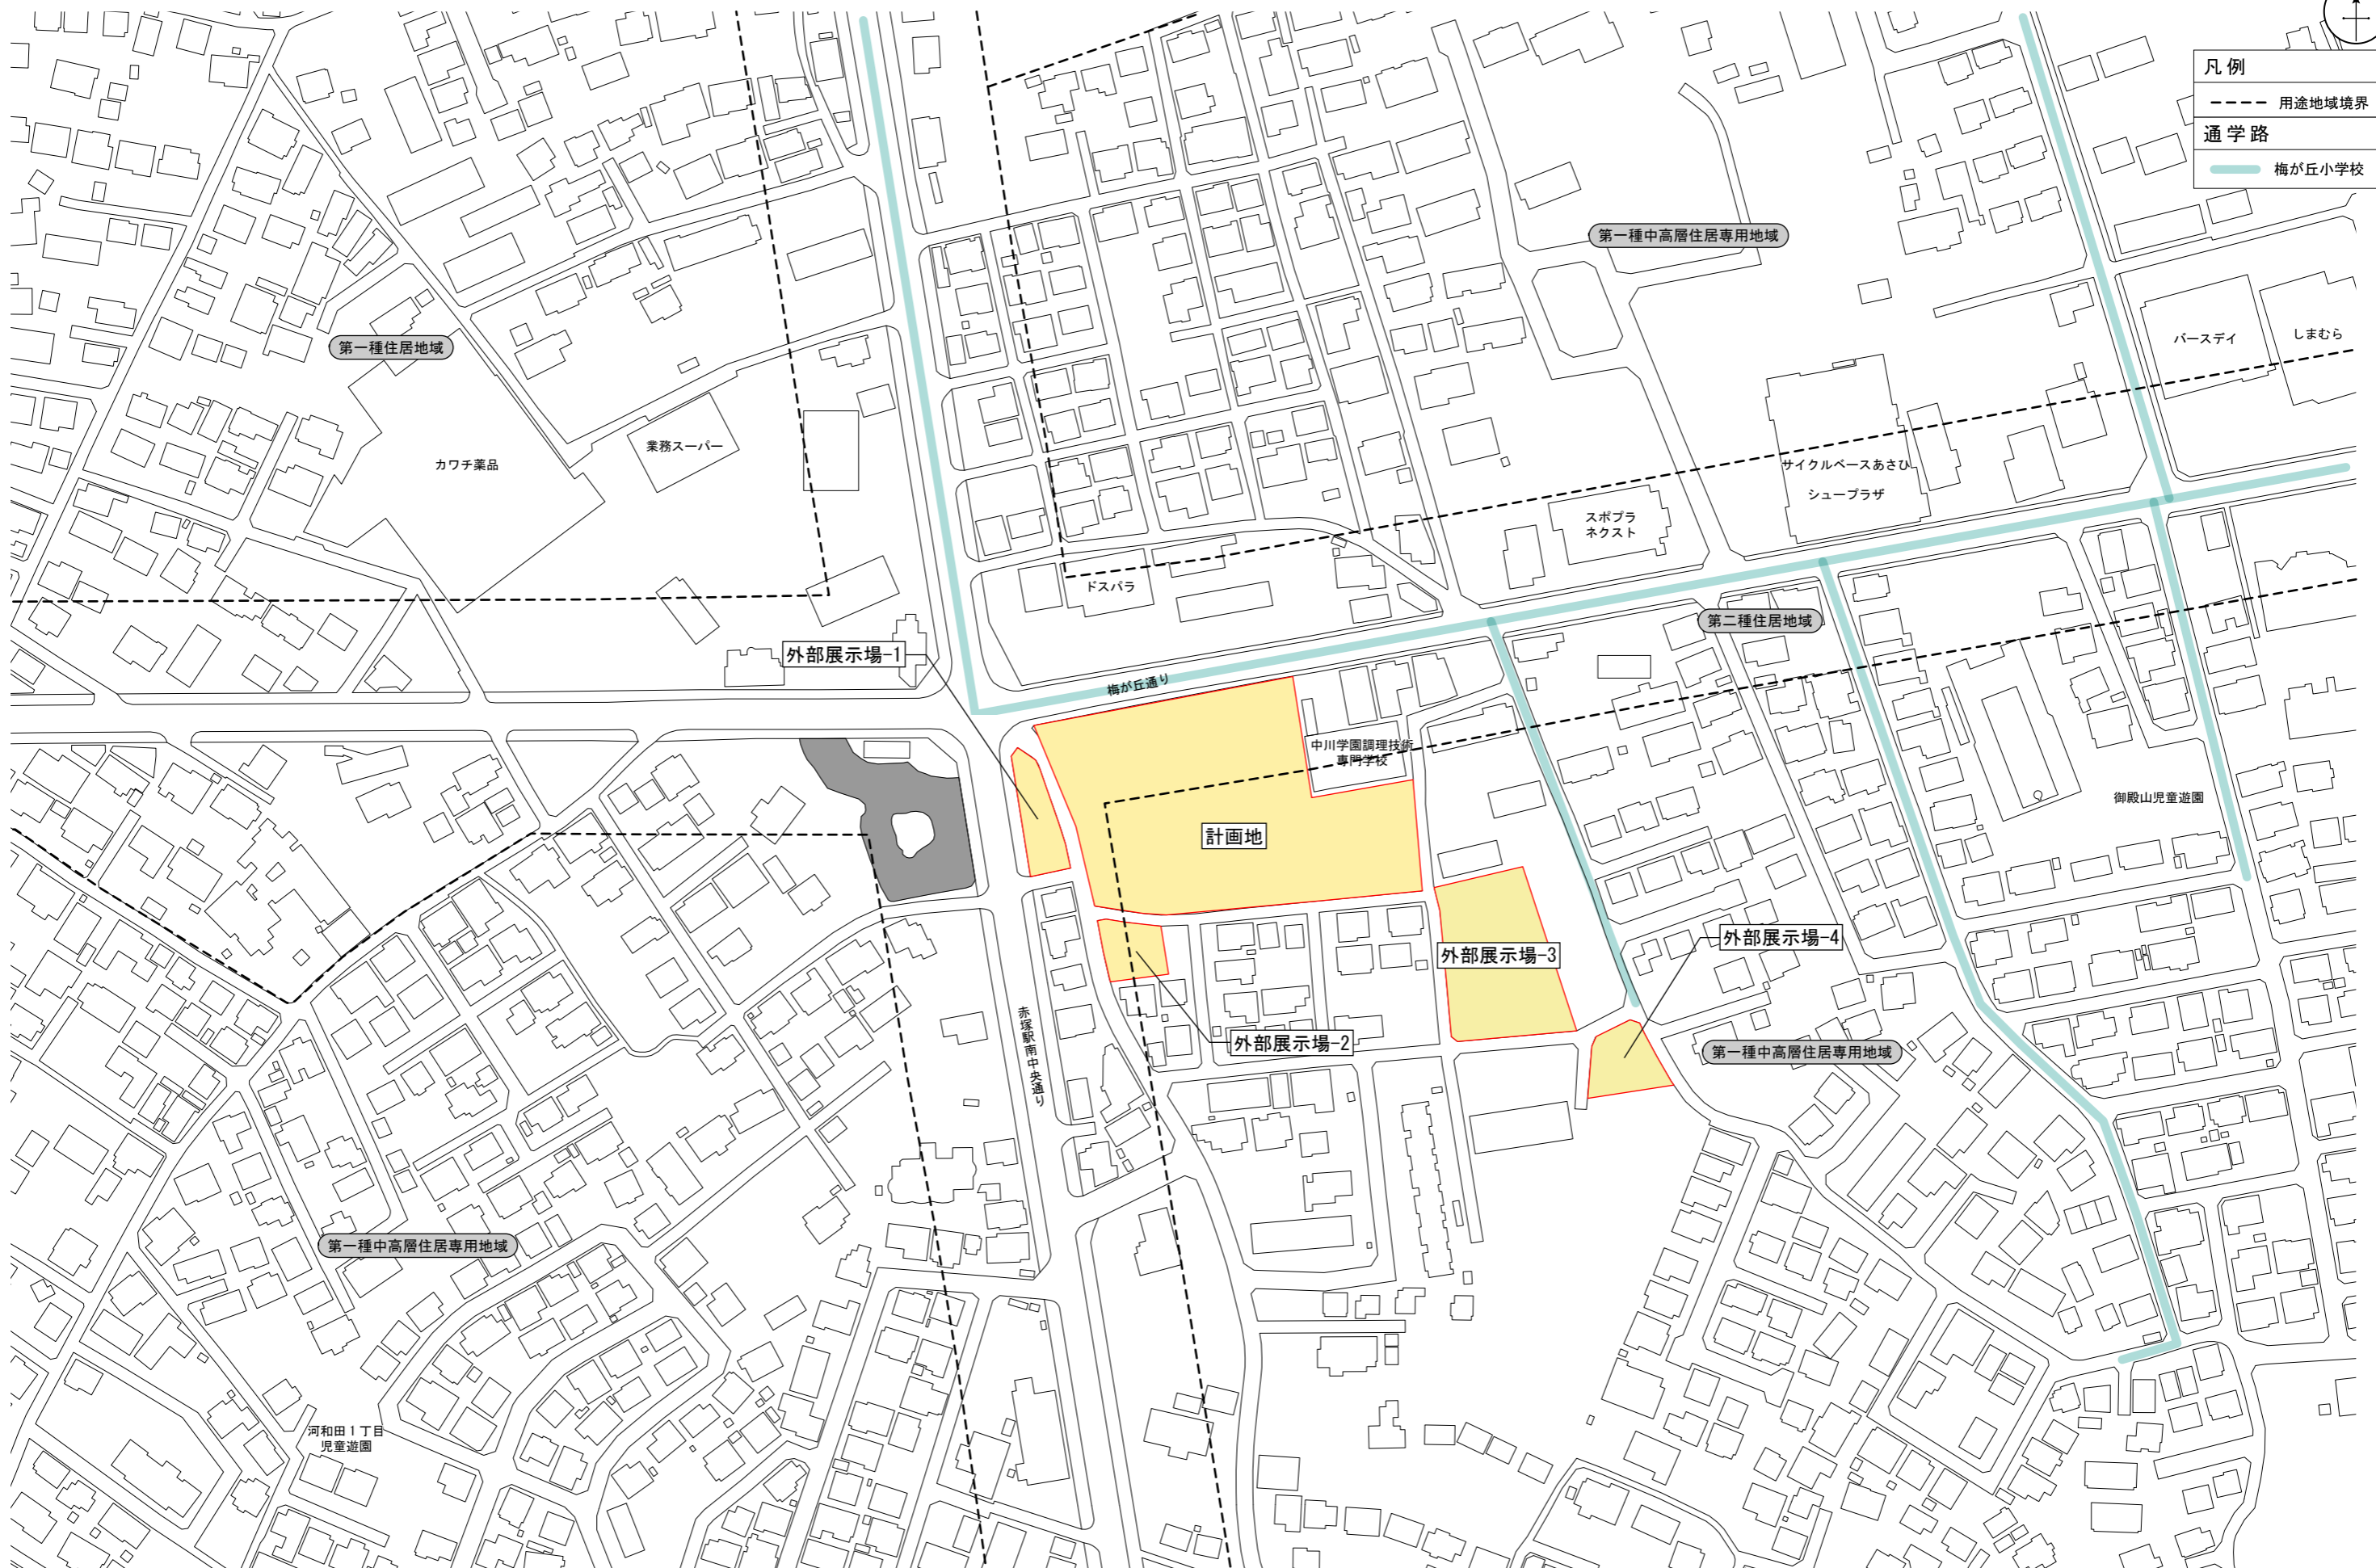 凡例
用途地域境界
通学路
梅が丘小学校
第一種中高層住居専用地域
第一種住居地域
バースデイ
しまむら
業務スーパー
カワチ薬品
サイクルベースあさひ
シュープラザ
スポプラ
ネクスト
ドスパラ
第二種住居地域
外部展示場-1
梅が丘通り
中川学園調理技術
専門学校
御殿山児童遊園
計画地
外部展示場-4
外部展示場-3
外部展示場-2
赤塚駅南中央通り
第一種中高層住居専用地域
第一種中高層住居専用地域
河和田１丁目
児童遊園